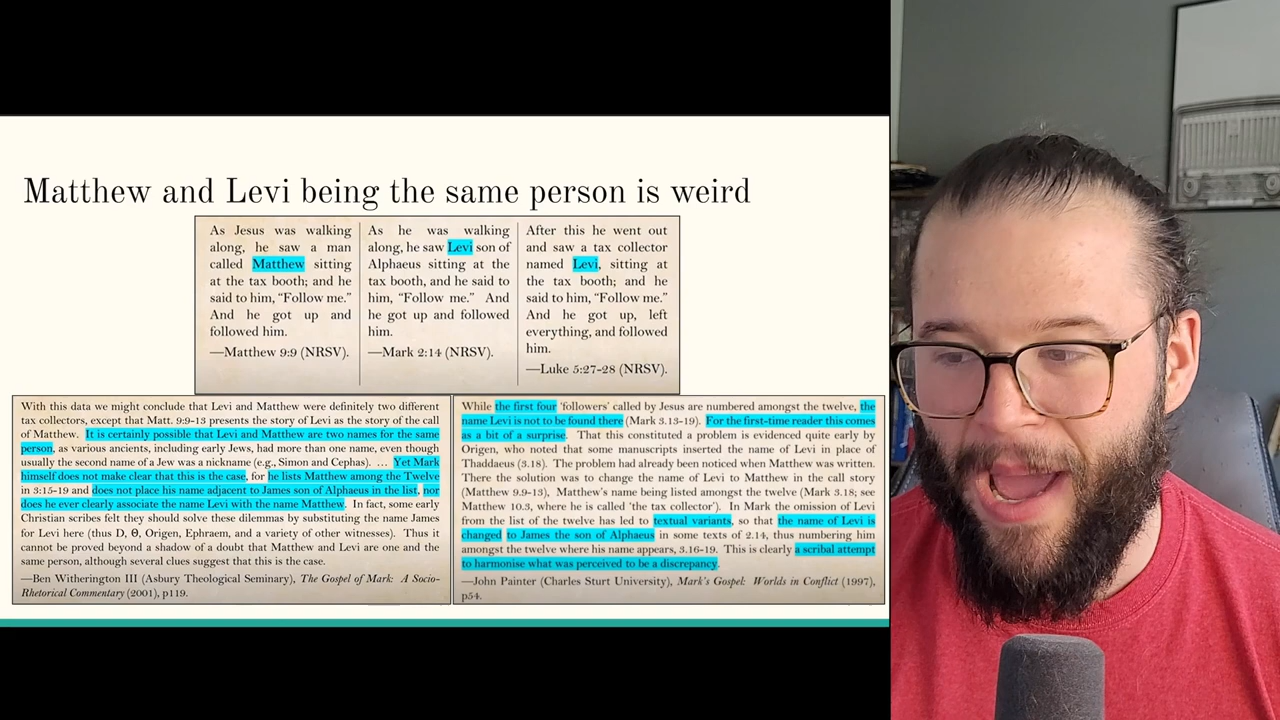 Matthew and Levi being the same person is weird
As Jesus was walking
along, he saw a man
called Matthew sitting
at the tax booth; and he
said to him, “Follow me.”
And he got up and
followed him.
—Matthew 9:9 (NRSV).
As he was walking
along, he saw Levi son of
Alphaeus sitting at the
tax booth, and he said to
him, “Follow me.” And
he got up and followed
him.
—Mark 2:14 (NRSV).
After this he went out
and saw a tax collector
named Levi, sitting at
the tax booth; and he
said to him, “Follow me.”
And he got up, left
everything, and followed
him.
—Luke 5:27-28 (NRSV).
With this data we might conclude that Levi and Matthew were definitely two different
tax collectors, except that Matt. 9:9-13 presents the story of Levi as the story of the call
of Matthew. It is certainly possible that Levi and Matthew are two names for the same
person, as various ancients, including early Jews, had more than one name, even though
usually the second name of a Jew was a nickname (e.g., Simon and Cephas). … Yet Mark
himself does not make clear that this is the case, for he lists Matthew among the Twelve
in 3:15-19 and does not place his name adjacent to James son of Alphaeus in the list, nor
does he ever clearly associate the Levi with the name Matthew. In fact, some early
Christian scribes felt they should solve these dilemmas by substituting the name James
for Levi here (thus D, Θ, Origen, Ephraem, and a variety of other witnesses). Thus it
cannot be proved beyond a shadow of a doubt that Matthew and Levi are one and the
same person, although several clues suggest that this is the case.
—Ben Witherington III (Asbury Theological Seminary), The Gospel of Mark: A Socio-
Rhetorical Commentary (2001), p119.
While the first four ‘followers’ called by Jesus are numbered amongst the twelve, the
name Levi is not to be found there (Mark 3.13-19). For the first-time reader this comes
as a bit of a surprise. That this constituted a problem is evidenced quite early by
Origen, who noted that some manuscripts inserted the name of Levi in place of
Thaddaeus (3.18). The problem had already been noticed when Matthew was written.
There the solution was to change the name of Levi to Matthew in the call story
(Matthew 9.9-13), Matthew’s name being listed amongst the twelve (Mark 3.18; see
Matthew 10.3, where he is called ‘the tax collector’). In Mark the omission of Levi
from the list of the twelve has led to textual variants, so that the name of Levi is
changed to James the son of Alphaeus in some texts of 2.14, thus numbering him
amongst the twelve where his name appears, 3.16-19. This is clearly a scribal attempt
to harmonise what was perceived to be a discrepancy.
—John Painter (Charles Sturt University), Mark’s Gospel: Worlds in Conflict (1997),
p54.